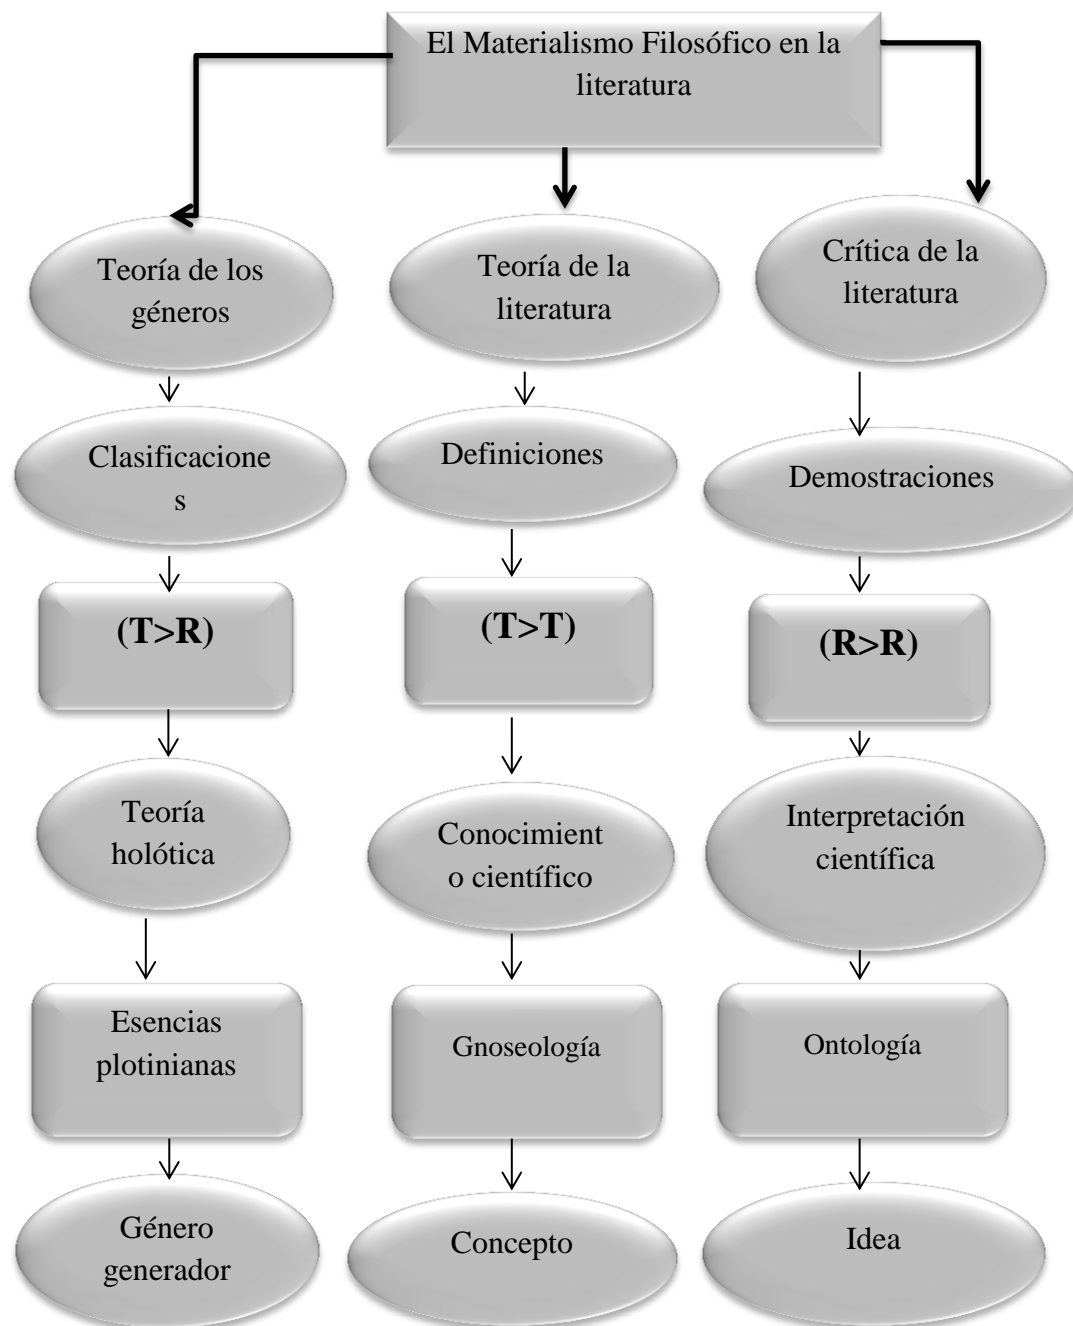 El Materialismo Filosófico en la
literatura
Teoría de los
géneros
Teoría de la
literatura
Crítica de la
literatura
Clasificacione
s
Definiciones
Demostraciones
(T>R)
(T>T)
(R>R)
Teoría
holótica
Conocimient
o científico
Interpretación
científica
Esencias
plotinianas
Gnoseología
Ontología
Género
generador
Concepto
Idea